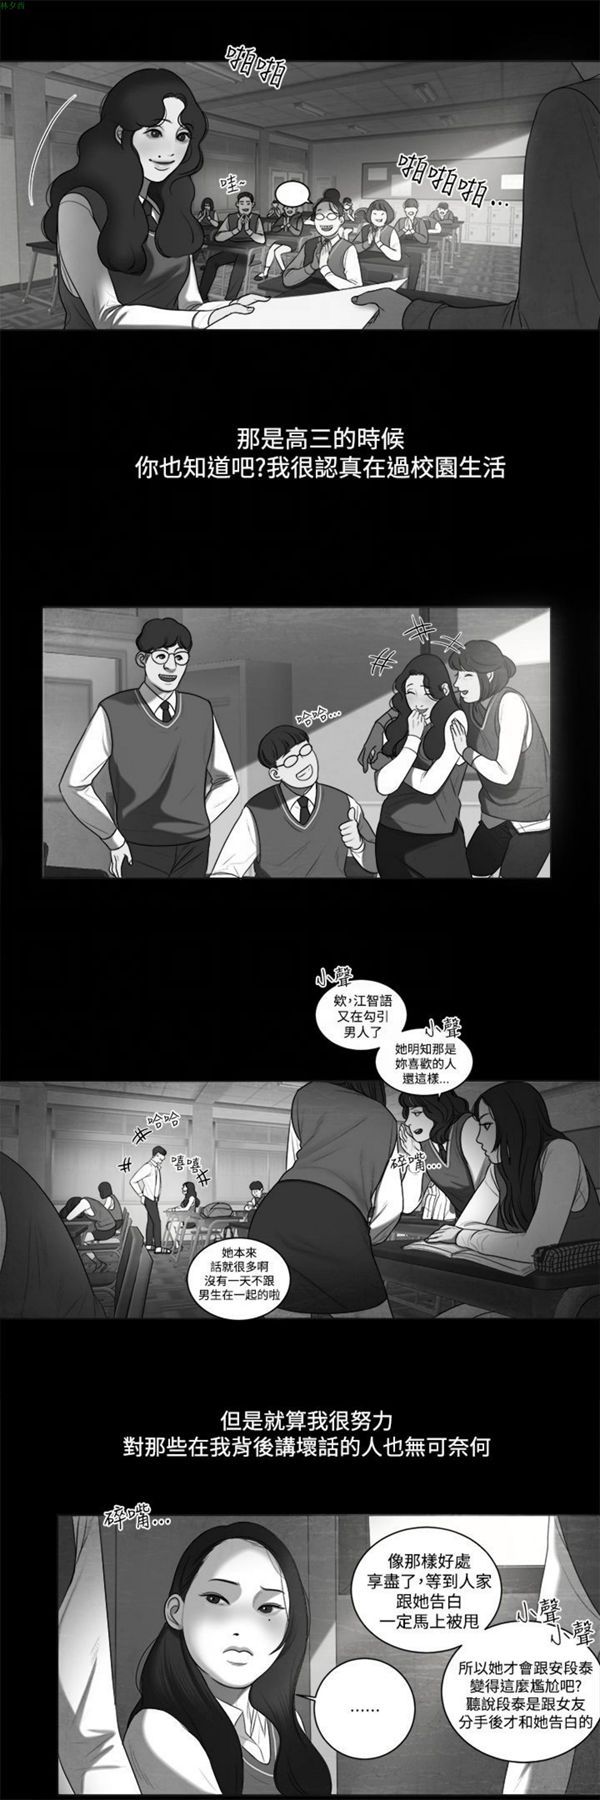 林夕西
啪啪
哇~
啪啪啪...
那是高三的時候
你也知道吧?我很認真在過校園生活
哈哈...
小聲
欸,江智語
又在勾引
男人了
小聲
她明知那是
妳喜歡的人
還這樣...
哈哈
嘻嘻
碎嘴...
她本來
話就很多啊
沒有一天不跟
男生在一起的啦
但是就算我很努力
對那些在我背後講壞話的人也無可奈何
碎嘴...
像那樣好處
享盡了,等到人家
跟她告白
一定馬上被甩
小聲
小聲
所以她才會跟安段泰
變得這麼尷尬吧?
聽說段泰是跟女友
分手後才和她告白的
......